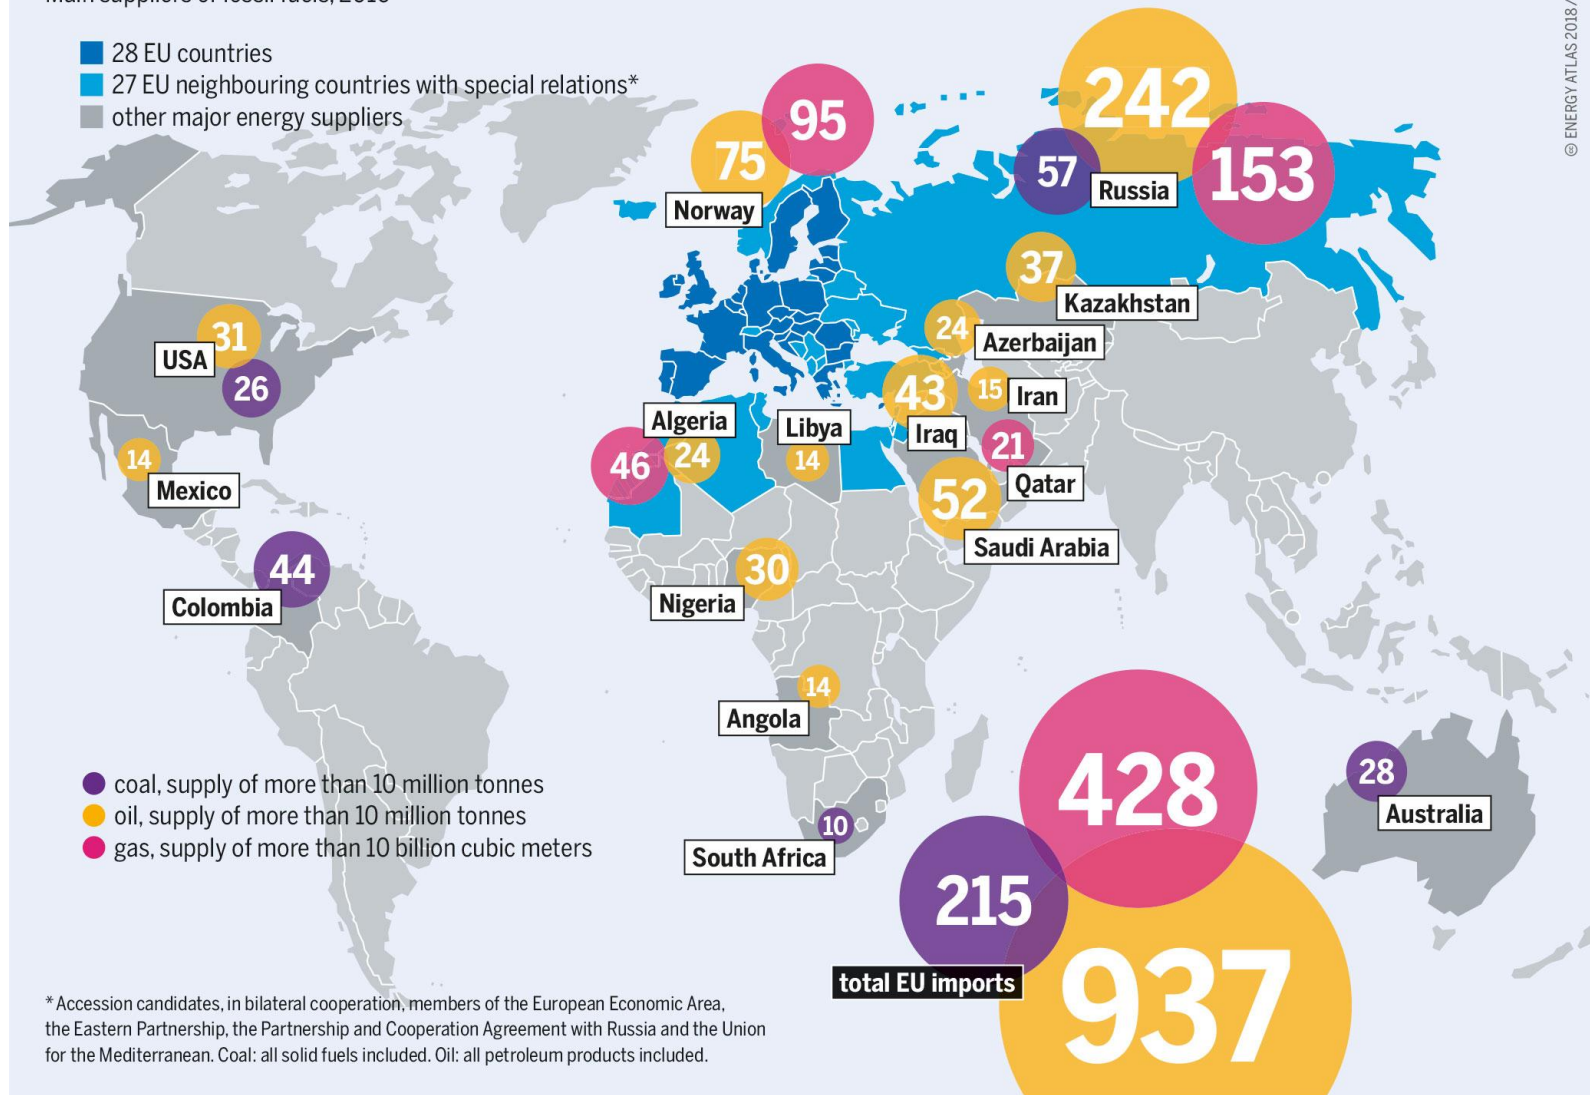 Main suppliers of fossil fuels, 2016
28 EU countries
27 EU neighbouring countries with special relations*
other major energy suppliers
© ENERGY ATLAS 2018/
242
95
75
57
Russia
153
Norway
37
Kazakhstan
31
24
Azerbaijan
USA
26
43
15
Iran
Algeria
Libya
Iraq
21
46
24
14
14
Mexico
52
Qatar
Saudi Arabia
44
30
Colombia
Nigeria
14
Angola
428
28
Australia
coal, supply of more than 10 million tonnes
oil, supply of more than 10 million tonnes
gas, supply of more than 10 billion cubic meters
10
South Africa
215
total EU imports
937
* Accession candidates, in bilateral cooperation, members of the European Economic Area,
the Eastern Partnership, the Partnership and Cooperation Agreement with Russia and the Union
for the Mediterranean. Coal: all solid fuels included. Oil: all petroleum products included.